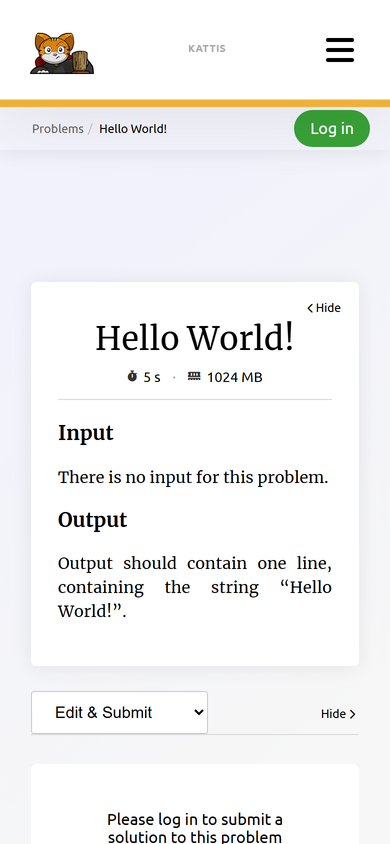 KATTIS
Problems / Hello World!
Log in
Hide
Hello World!
5 s · 1024 MB
Input
There is no input for this problem.
Output
Output should contain one line,
containing the string “Hello
World!”.
Edit & Submit
Hide
Please log in to submit a
solution to this problem